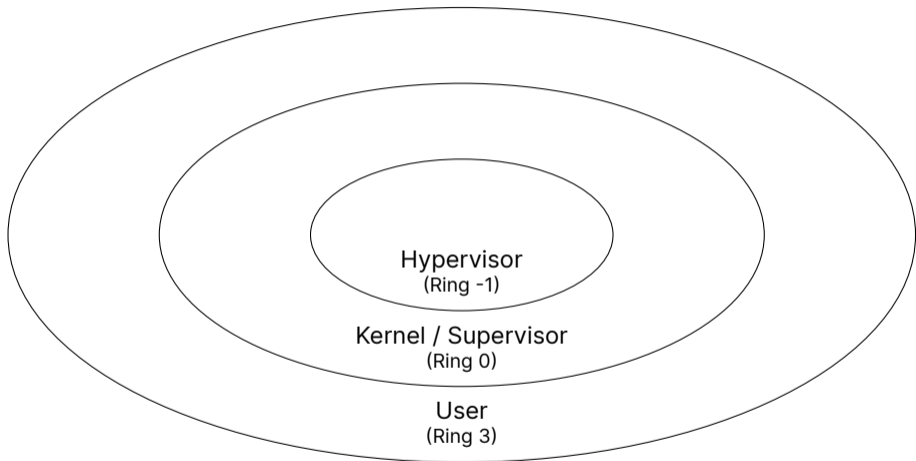 Hypervisor
(Ring -1)
Kernel / Supervisor
(Ring 0)
User
(Ring 3)